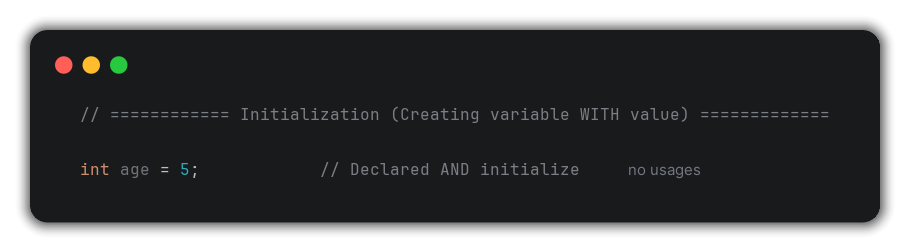 // ============ Initialization (Creating variable WITH value) =============
int age = 5; // Declared AND initialize no usages